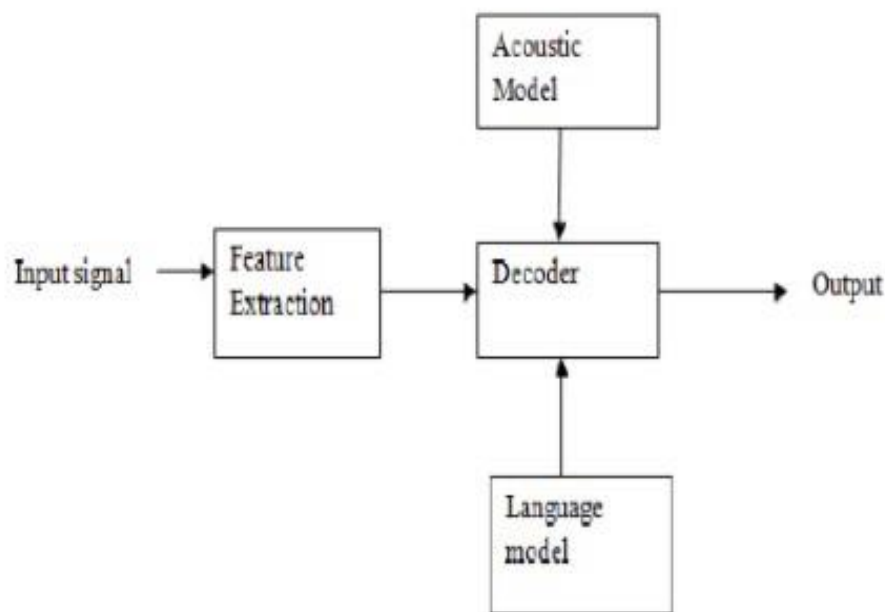 Acoustic
Model
Input signal
Feature
Extraction
Decoder
Output
Language
model